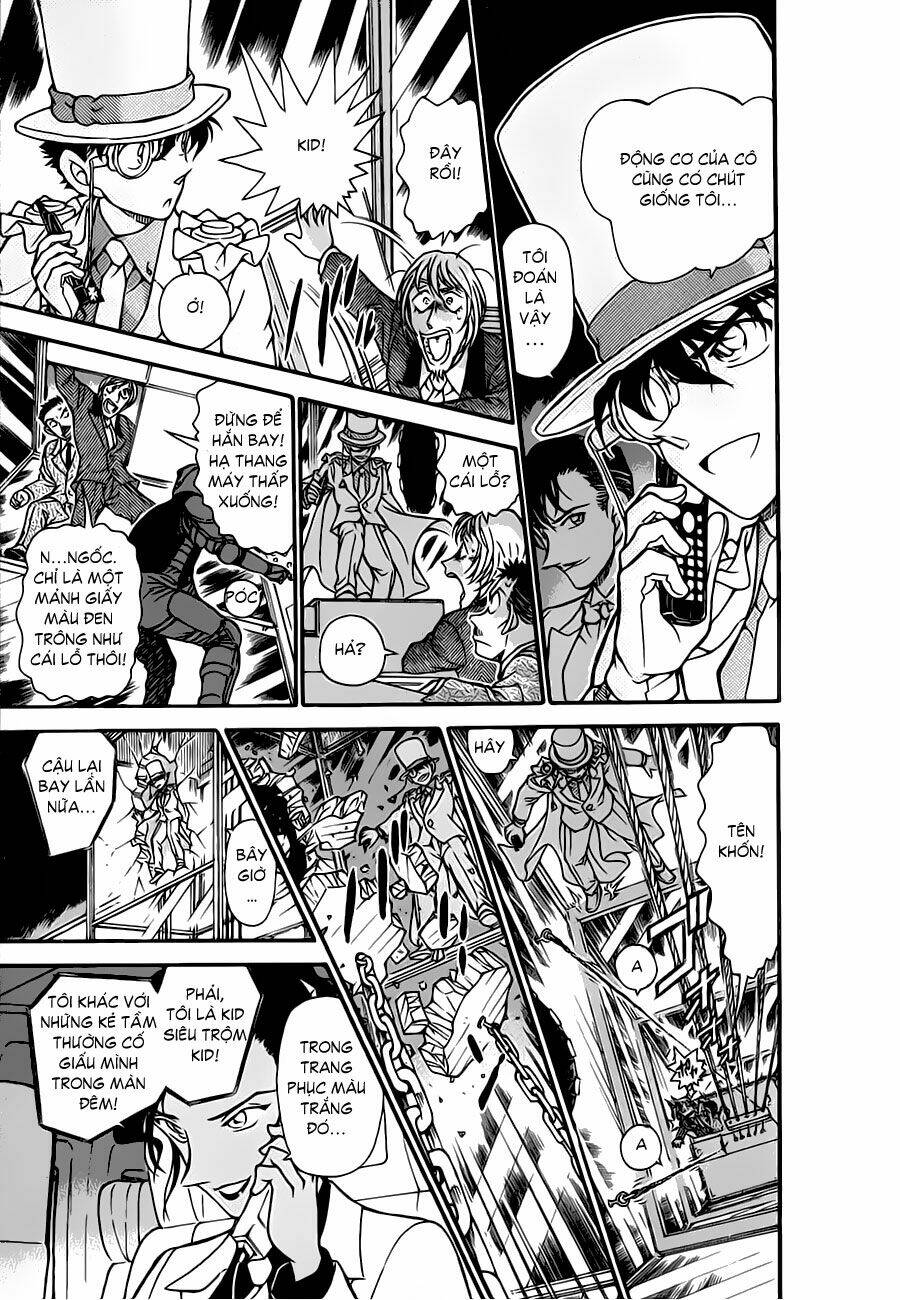 ĐỘNG CƠ CỦA CÔ
CŨNG CÓ CHÚT
GIỐNG TÔI...
TÔI
ĐOÁN
LÀ
VẬY
...
ĐÂY
RỒI!
KID!
Ơ!
MỘT
CÁI LỖ?
HẢ?
ĐỪNG ĐỂ
HẮN BAY!
HẠ THANG
MÁY THẤP
XUỐNG!
PÓC
N...NGỐC.
CHỈ LÀ MỘT
MẢNH GIẤY
MÀU ĐEN
TRÔNG NHƯ
CÁI LỖ THÔI!
TÊN
KHỐN!
HÂY
A
A
BÂY
GIỜ
...
CẬU LẠI
BAY LẦN
NỮA...
TRONG
TRANG
PHỤC MÀU
TRẮNG
ĐÓ...
PHẢI,
TÔI LÀ KID
SIÊU TRỘM
KID!
TÔI KHÁC VỚI
NHỮNG KẺ TẦM
THƯỜNG CỐ
GIẤU MÌNH
TRONG MÀN
ĐÊM!